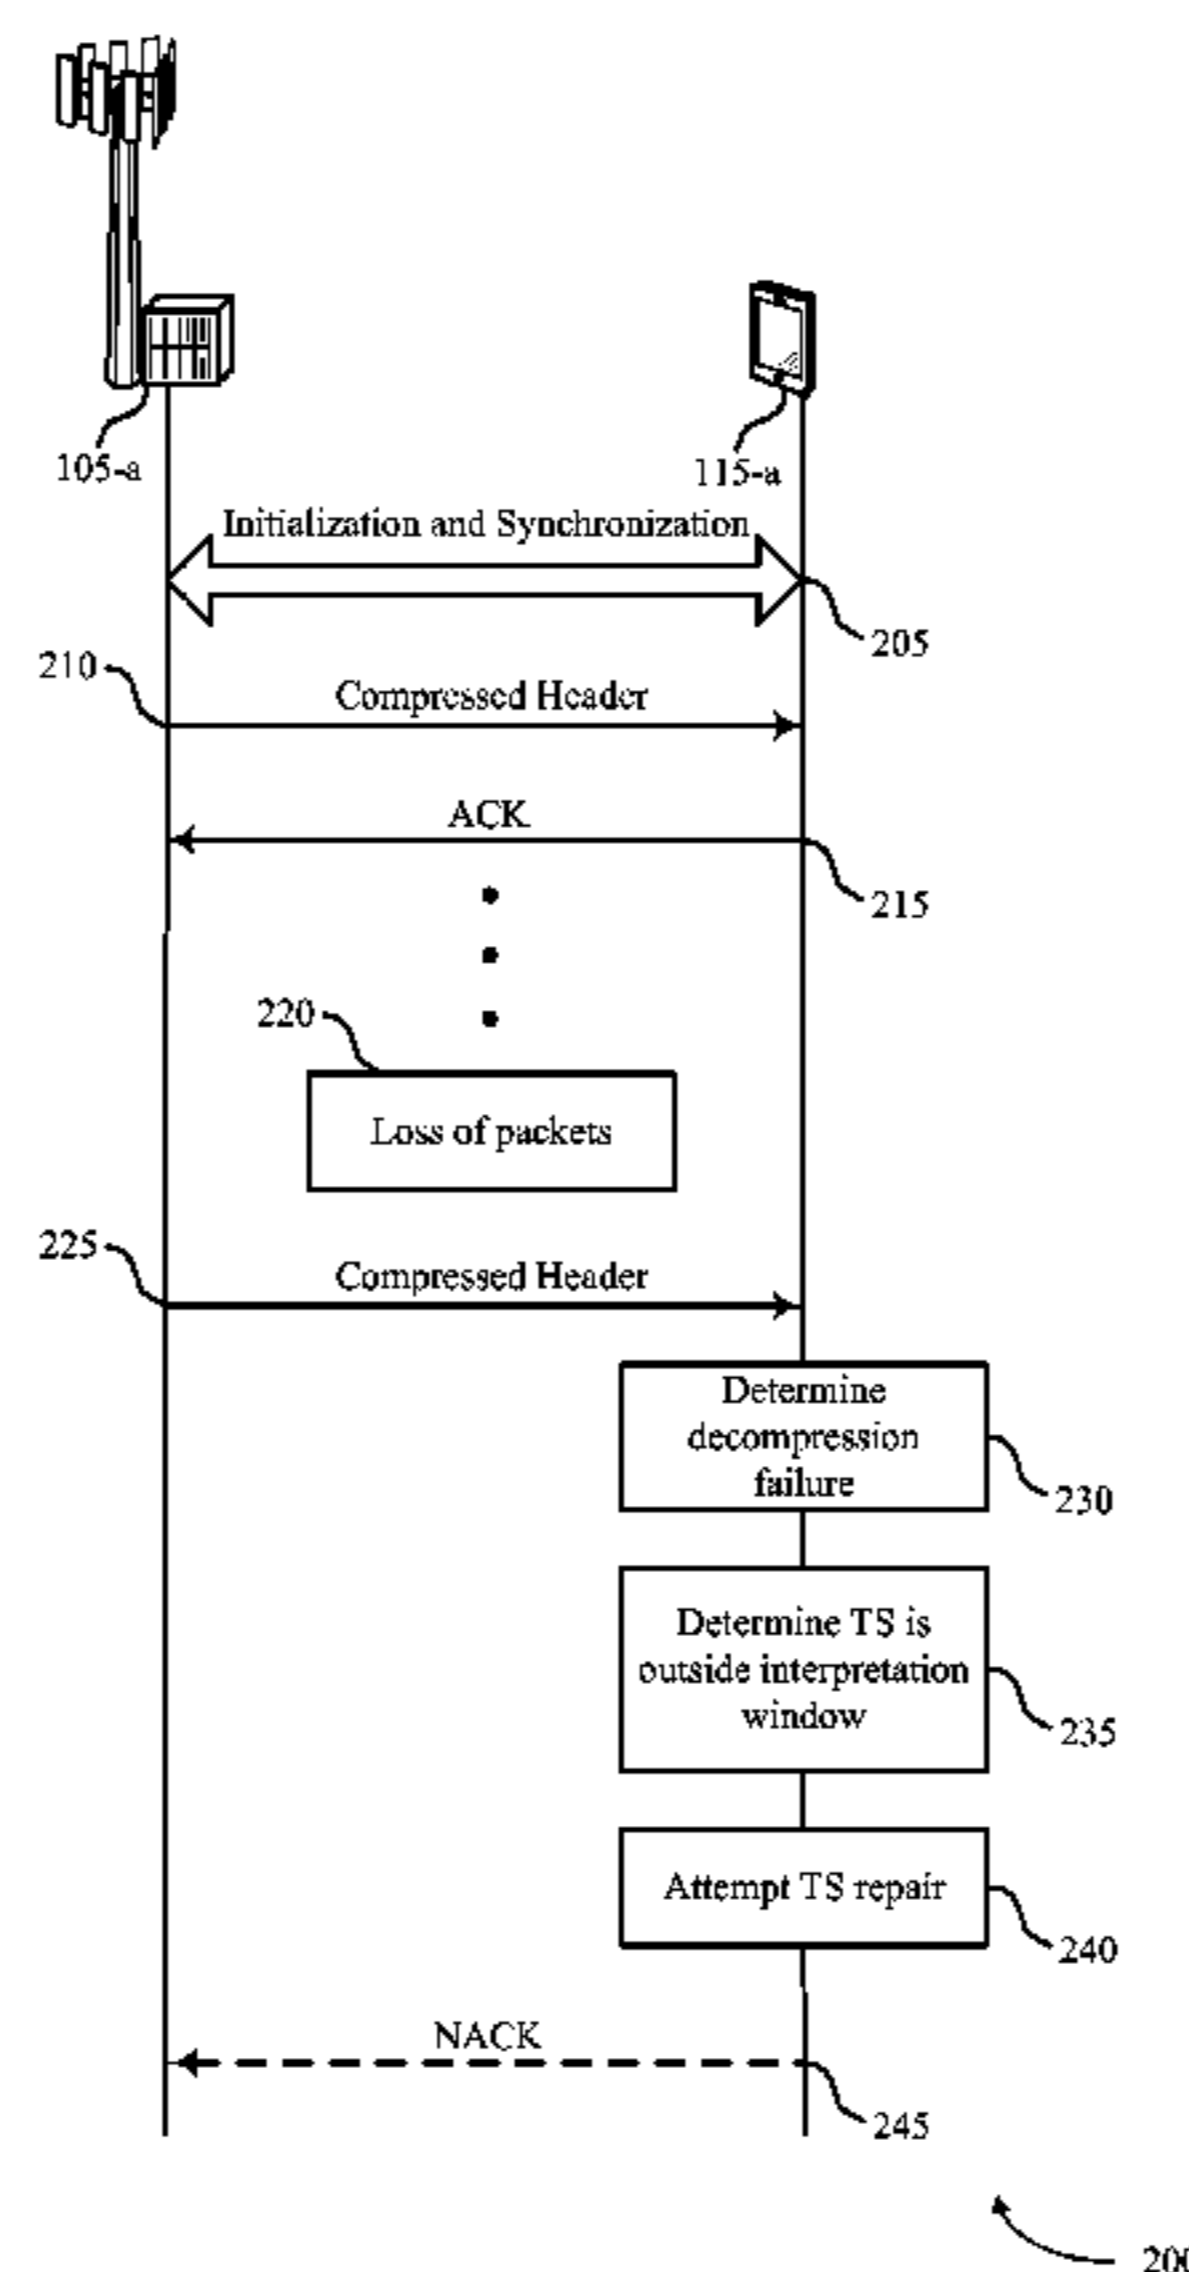 105-a
115-a
Initialization and Synchronization
205
210
Compressed Header
ACK
215
220
Loss of packets
225
Compressed Header
Determine
decompression
failure
230
Determine TS is
outside interpretation
window
235
Attempt TS repair
240
NACK
245
200